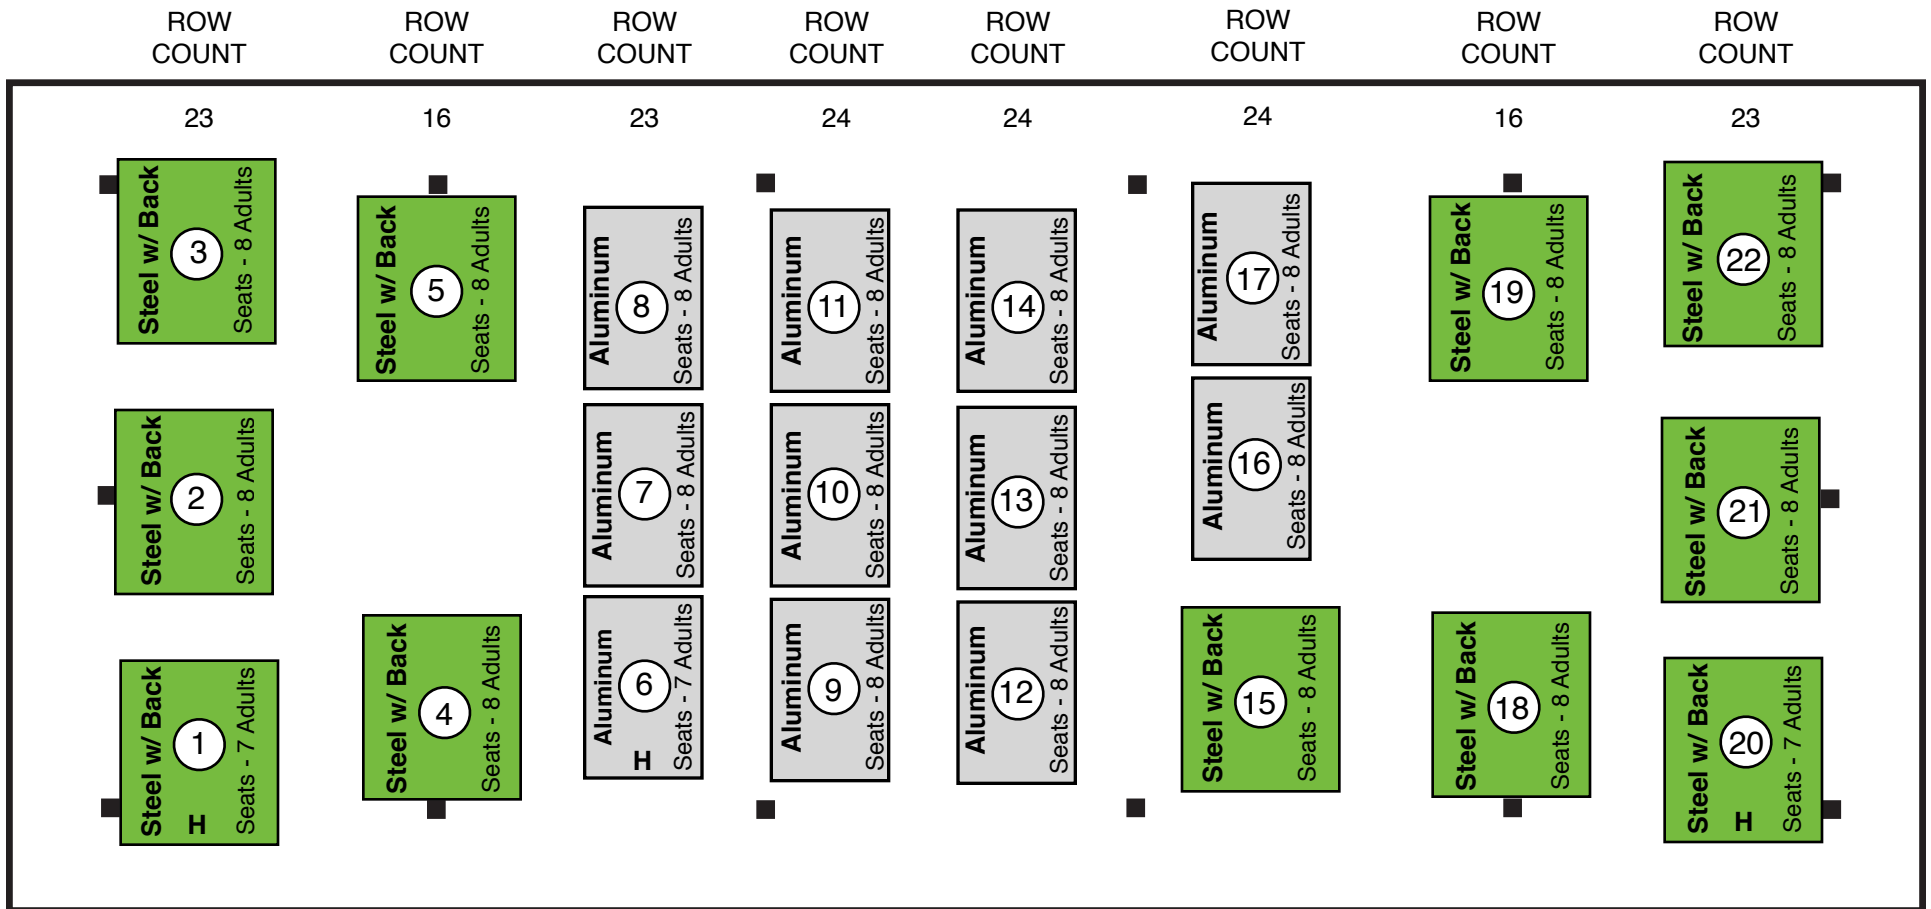 ROW
COUNT
ROW
COUNT
ROW
COUNT
ROW
COUNT
ROW
COUNT
ROW
COUNT
ROW
COUNT
ROW
COUNT
23
16
23
24
24
24
16
23
Steel w/ Back
3
Seats - 8 Adults
Steel w/ Back
2
Seats - 8 Adults
Steel w/ Back
1
H
Seats - 7 Adults
Steel w/ Back
5
Seats - 8 Adults
Steel w/ Back
4
Seats - 8 Adults
Aluminum
8
Seats - 8 Adults
Aluminum
7
Seats - 8 Adults
Aluminum
6
H
Seats - 7 Adults
Aluminum
11
Seats - 8 Adults
Aluminum
10
Seats - 8 Adults
Aluminum
9
Seats - 8 Adults
Aluminum
14
Seats - 8 Adults
Aluminum
13
Seats - 8 Adults
Aluminum
12
Seats - 8 Adults
Aluminum
17
Seats - 8 Adults
Aluminum
16
Seats - 8 Adults
Steel w/ Back
15
Seats - 8 Adults
Steel w/ Back
19
Seats - 8 Adults
Steel w/ Back
18
Seats - 8 Adults
Steel w/ Back
22
Seats - 8 Adults
Steel w/ Back
21
Seats - 8 Adults
Steel w/ Back
20
H
Seats - 7 Adults